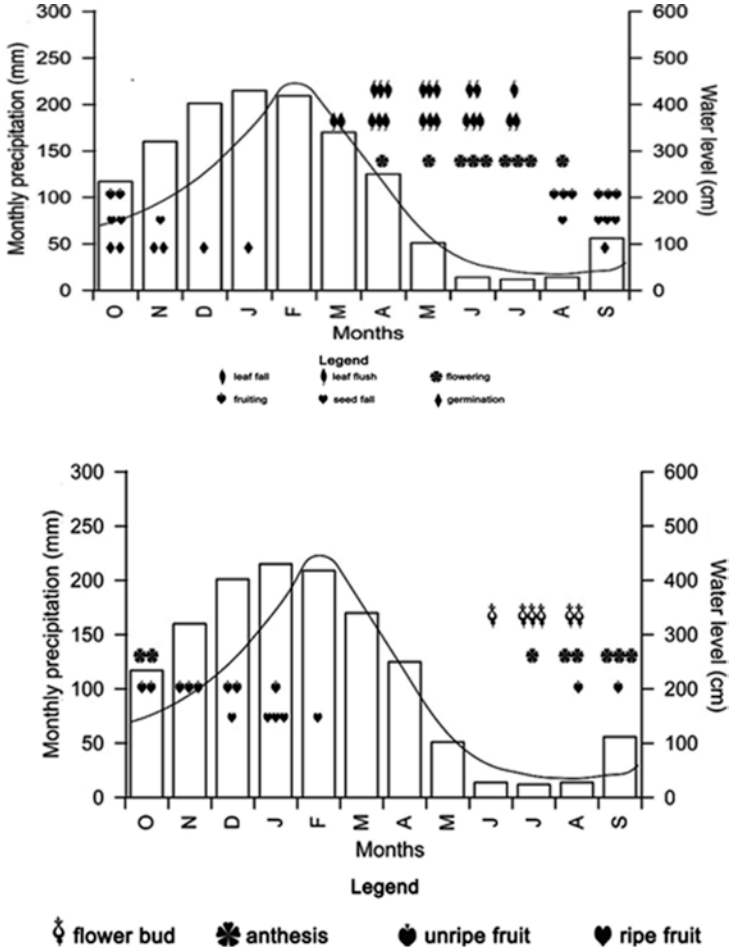 300
250
200
150
100
50
0
Monthly precipitation (mm)
600
500
400
300
200
100
0
Water level (cm)
O N D J F M A M J J A S
Months
Legend
leaf fall leaf flush flowering
fruiting seed fall germination
300
250
200
150
100
50
0
Monthly precipitation (mm)
600
500
400
300
200
100
0
Water level (cm)
O N D J F M A M J J A S
Months
Legend
flower bud anthesis unripe fruit ripe fruit